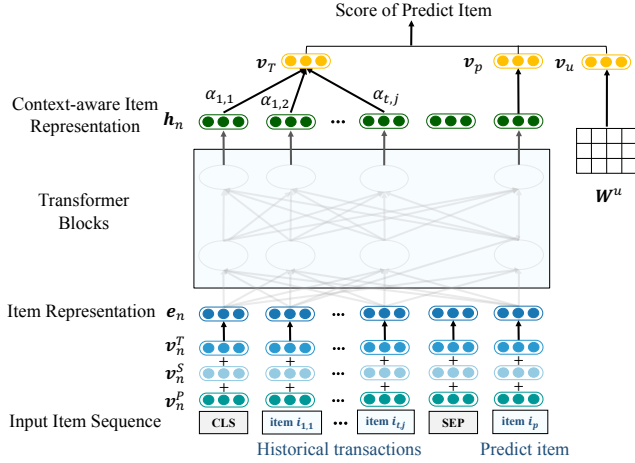 Score of Predict Item
v_T v_p v_u
α_{1,1} α_{1,2} α_{t,j}
Context-aware Item
Representation h_n ...
W^u
Transformer
Blocks
Item Representation e_n ...
v_n^T ...
+ + + +
v_n^S ...
+ + + +
v_n^P ...
Input Item Sequence CLS item i_{1,1} ... item i_{t,j} SEP item i_p
Historical transactions Predict item